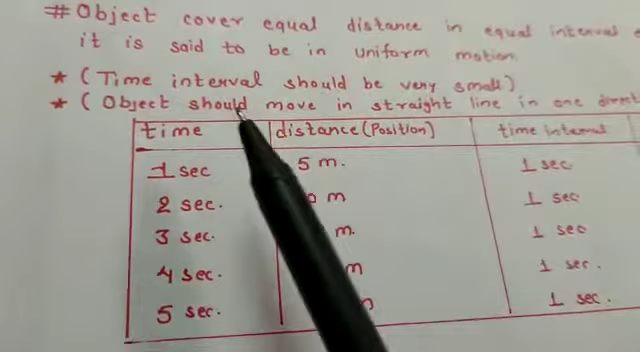 # Object cover equal distance in equal interval
it is said to be in uniform motion
* (Time interval should be very small)
* ( Object should move in straight line in one direct
time distance (Position) time interval
1 sec 5 m. 1 sec
2 sec. m 1 sec
3 sec. m. 1 sec
4 sec. m 1 sec.
5 sec. 1 sec.